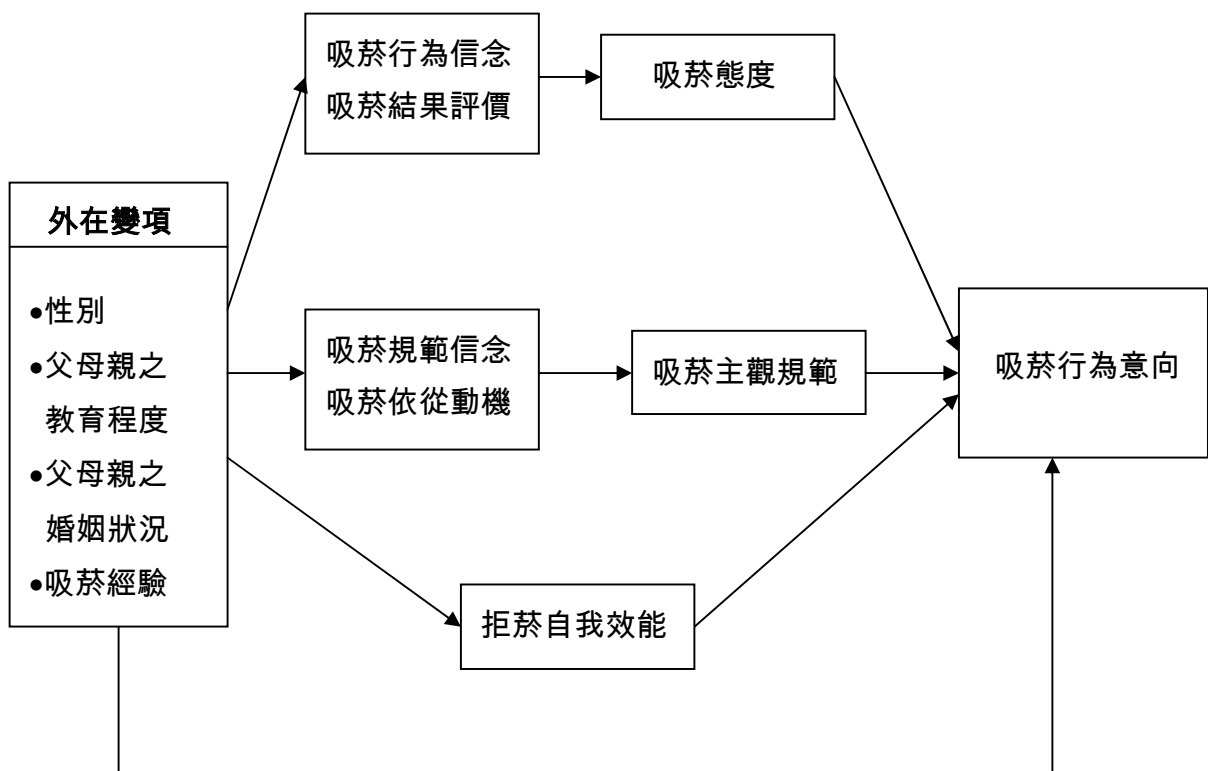 吸菸行為信念
吸菸結果評價
吸菸態度
外在變項
●性別
●父母親之
教育程度
●父母親之
婚姻狀況
●吸菸經驗
吸菸規範信念
吸菸依從動機
吸菸主觀規範
吸菸行為意向
拒菸自我效能